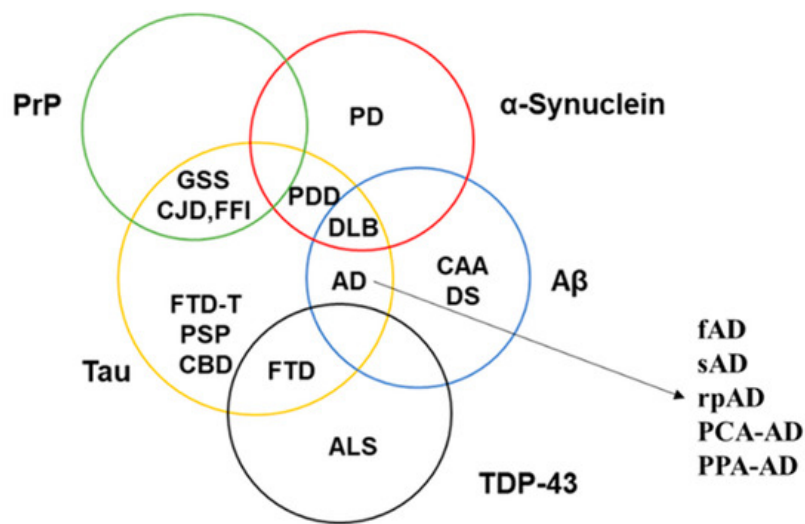 PrP
α-Synuclein
PD
GSS
CJD,FFI
PDD
DLB
AD
CAA
DS
Aβ
FTD-T
PSP
CBD
Tau
FTD
ALS
TDP-43
fAD
sAD
rpAD
PCA-AD
PPA-AD